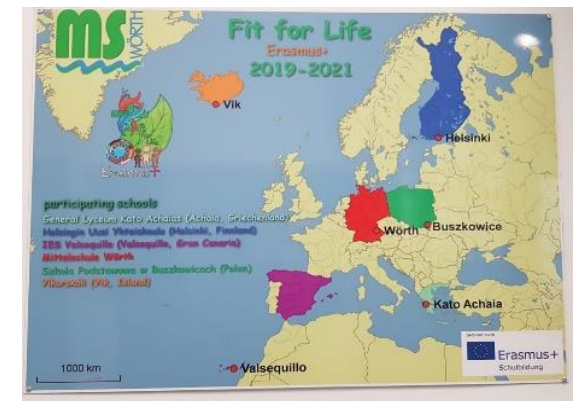 MS
WÖRTH
Fit for Life
Erasmus+
2019-2021
Vik
Helsinki
Erasmus+
participating schools
General Lyceum Kato Achaias (Achaia, Griechenland)
Helsingin Uusi Yhteiskoulu (Helsinki, Finnland)
IES Valsequillo (Valsequillo, Gran Canaria)
Mittelschule Wörth
Szkoła Podstawowa w Buszkowicach (Polen)
Vikurskóli (Vik, Island)
Wörth
Buszkowice
Kato Achaia
1000 km
Valsequillo
Erasmus+
Schulbildung